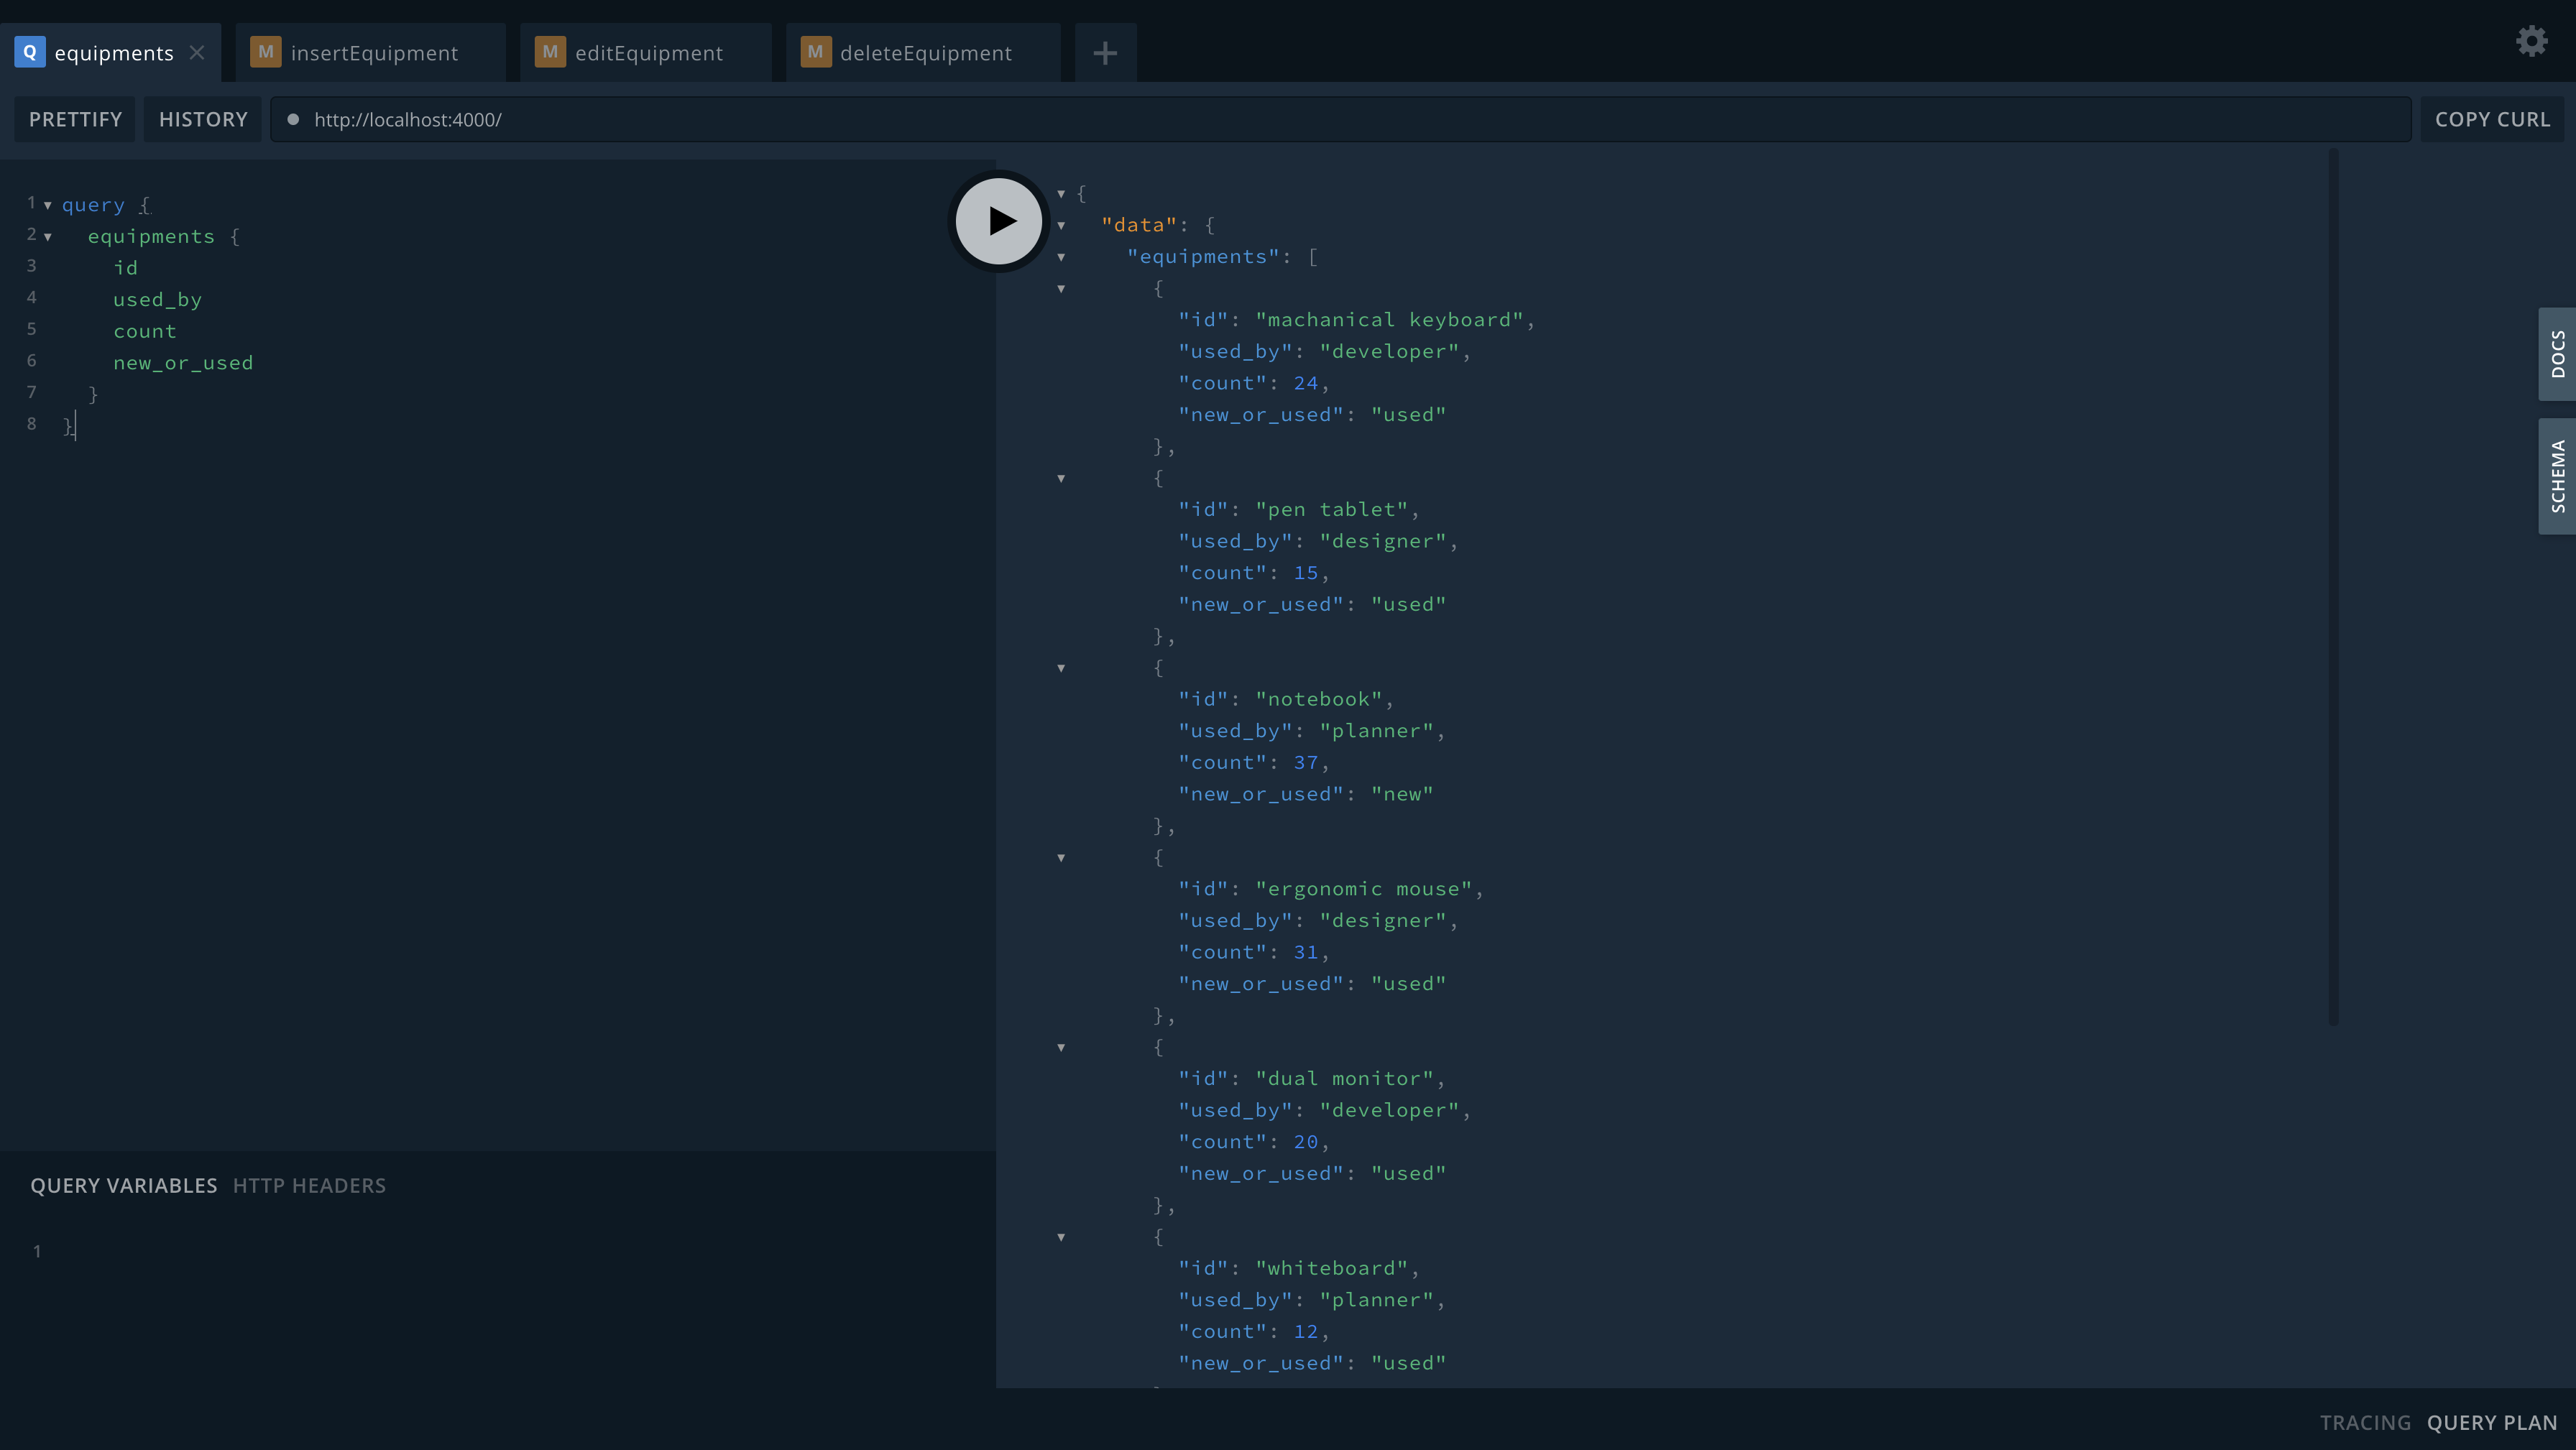 Q equipments
M insertEquipment
M editEquipment
M deleteEquipment
PRETTIFY
HISTORY
http://localhost:4000/
COPY CURL
1 query {
2 equipments {
3 id
4 used_by
5 count
6 new_or_used
7 }
8 }
{
"data": {
"equipments": [
{
"id": "machanical keyboard",
"used_by": "developer",
"count": 24,
"new_or_used": "used"
},
{
"id": "pen tablet",
"used_by": "designer",
"count": 15,
"new_or_used": "used"
},
{
"id": "notebook",
"used_by": "planner",
"count": 37,
"new_or_used": "new"
},
{
"id": "ergonomic mouse",
"used_by": "designer",
"count": 31,
"new_or_used": "used"
},
{
"id": "dual monitor",
"used_by": "developer",
"count": 20,
"new_or_used": "used"
},
{
"id": "whiteboard",
"used_by": "planner",
"count": 12,
"new_or_used": "used"
DOCS
SCHEMA
QUERY VARIABLES HTTP HEADERS
1
TRACING QUERY PLAN